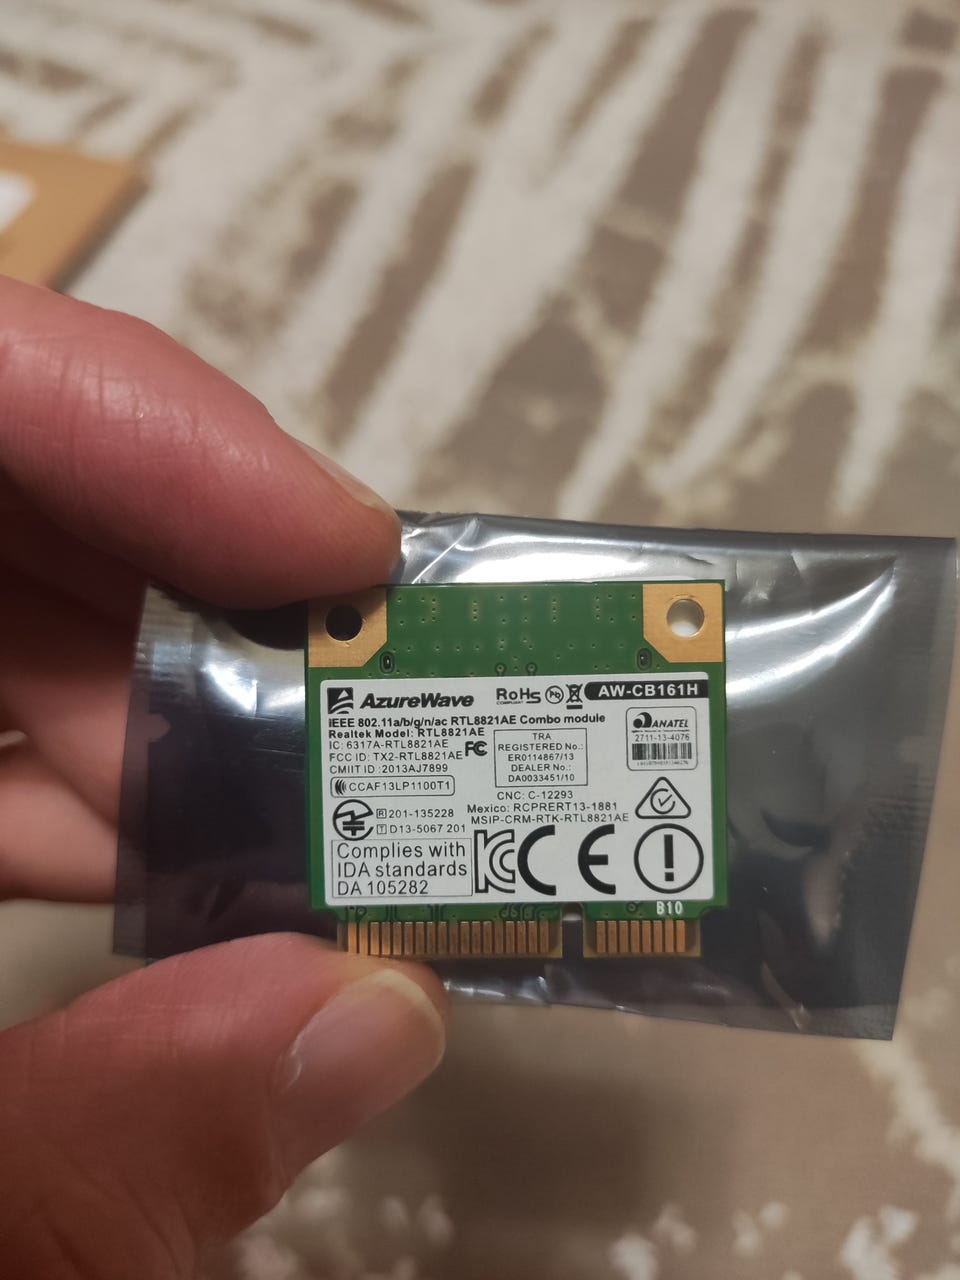 AzureWave
RoHS
COMPLIANT
Pb
AW-CB161H
IEEE 802.11a/b/g/n/ac RTL8821AE Combo module
Realtek Model: RTL8821AE
IC: 6317A-RTL8821AE
FCC ID: TX2-RTL8821AE
FC
CMIIT ID :2013AJ7899
CCAF13LP1100T1
TRA
REGISTERED No.:
ER0114867/13
DEALER No.:
DA0033451/10
ANATEL
2711-13-4076
CNC: C-12293
Mexico: RCPRERT13-1881
MSIP-CRM-RTK-RTL8821AE
R 201-135228
T D13-5067 201
Complies with
IDA standards
DA 105282
KC
CE
!
B10